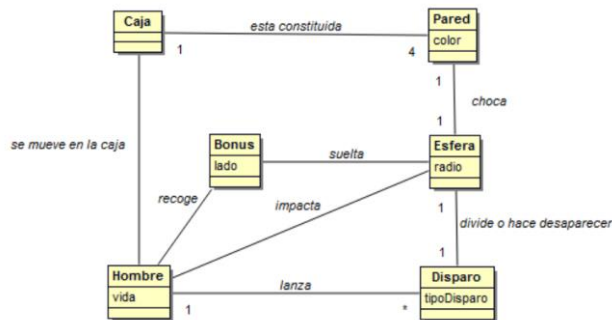 Caja
esta constituida
Pared
color
1
4
1
choca
1
se mueve en la caja
Bonus
lado
suelta
Esfera
radio
recoge
impacta
1
divide o hace desaparecer
1
Hombre
vida
lanza
Disparo
tipoDisparo
1
*